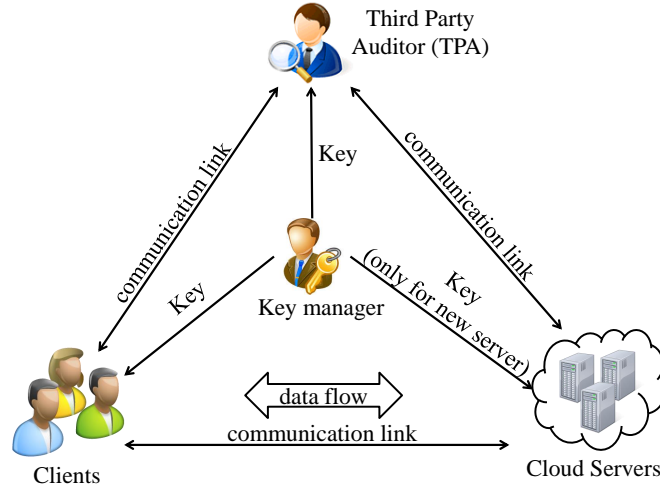 Third Party
Auditor (TPA)
communication link
Key
communication link
Key manager
Key
Key
(only for new server)
data flow
communication link
Clients
Cloud Servers